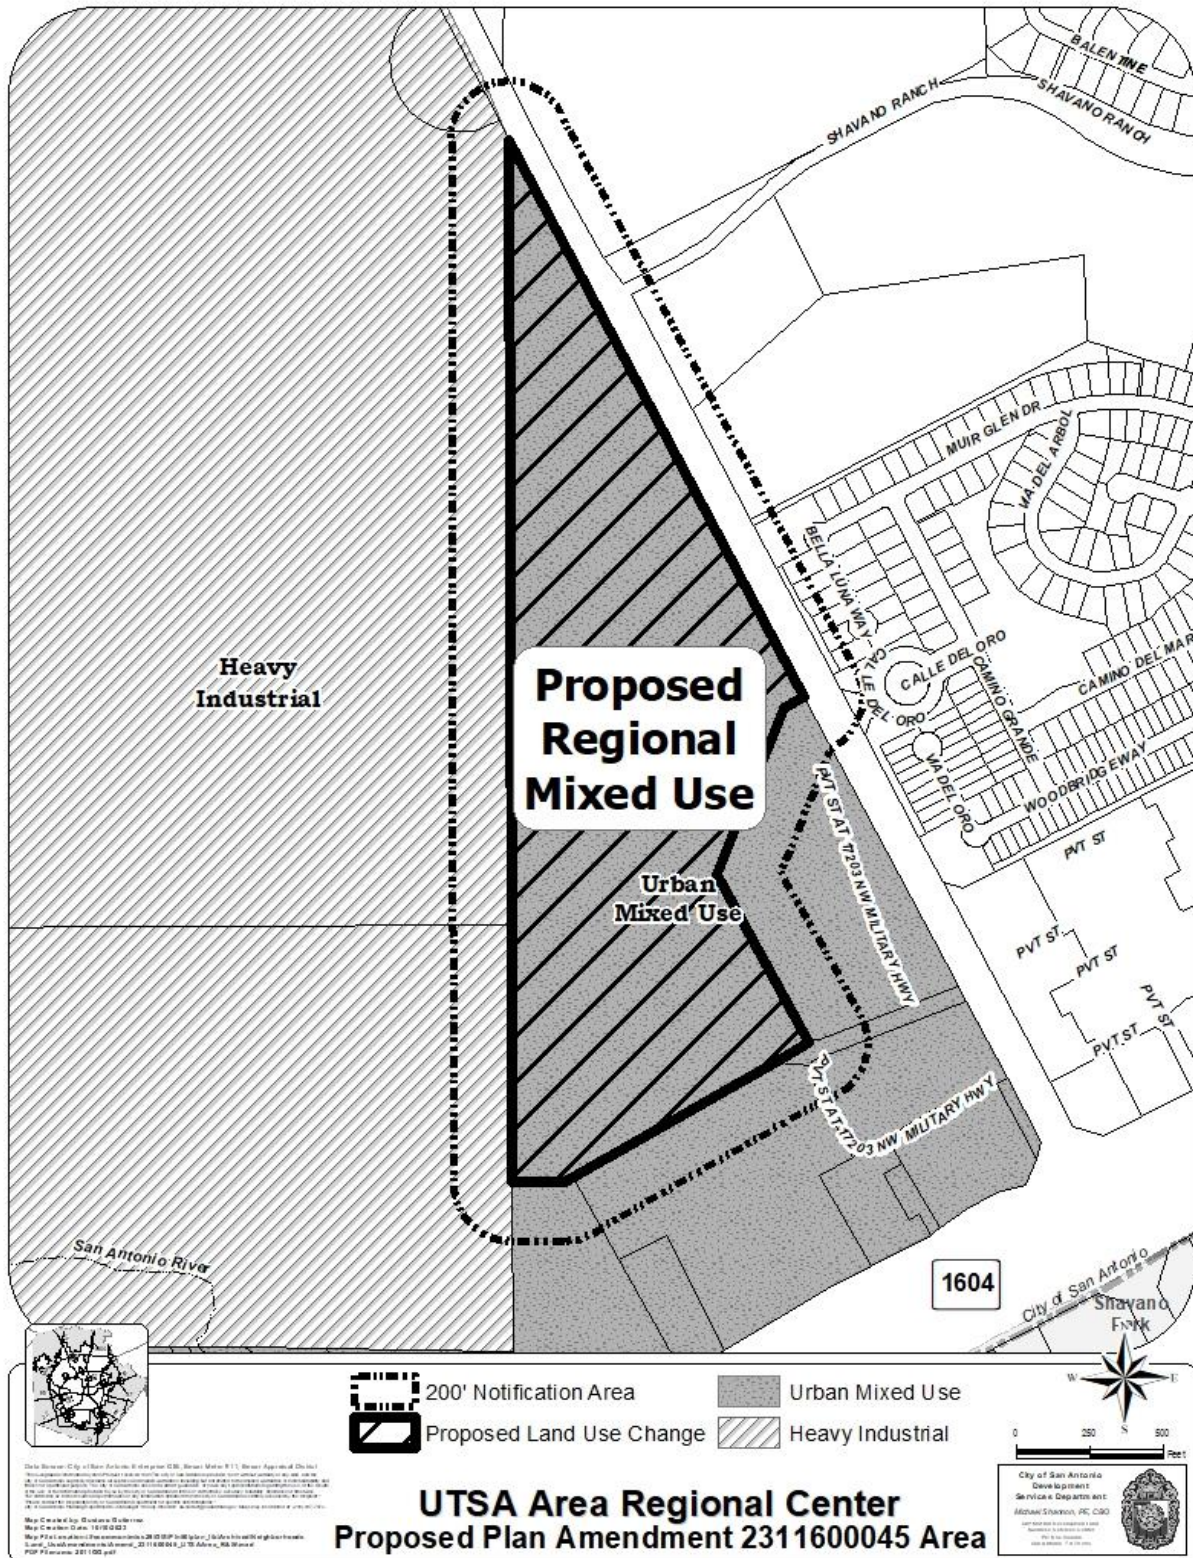 BALENTINE
SHAVANO RANCH
SHAVANO RANCH
MUIR GLEN DR
VIA DEL ARBOL
BELLA LUNA WAY
CALLE DEL ORO
CALLE DEL ORO
CAMINO DEL MAR
CAMINO GRANDE
VIA DEL ORO
WOODBRIDGEWAY
PVT ST
PVT ST
PVT ST
PVT ST
PVT ST
Heavy
Industrial
Proposed
Regional
Mixed Use
Urban
Mixed Use
PVT ST AT 17203 NW MILITARY HWY
PVT ST AT 17203 NW MILITARY HWY
San Antonio River
1604
City of San Antonio
Shavano
Park
N
W
E
S
200' Notification Area
Urban Mixed Use
Proposed Land Use Change
Heavy Industrial
0 250 500
Feet
UTSA Area Regional Center
Proposed Plan Amendment 2311600045 Area
City of San Antonio
Development
Services Department
Michael Shannon, PE, CBO